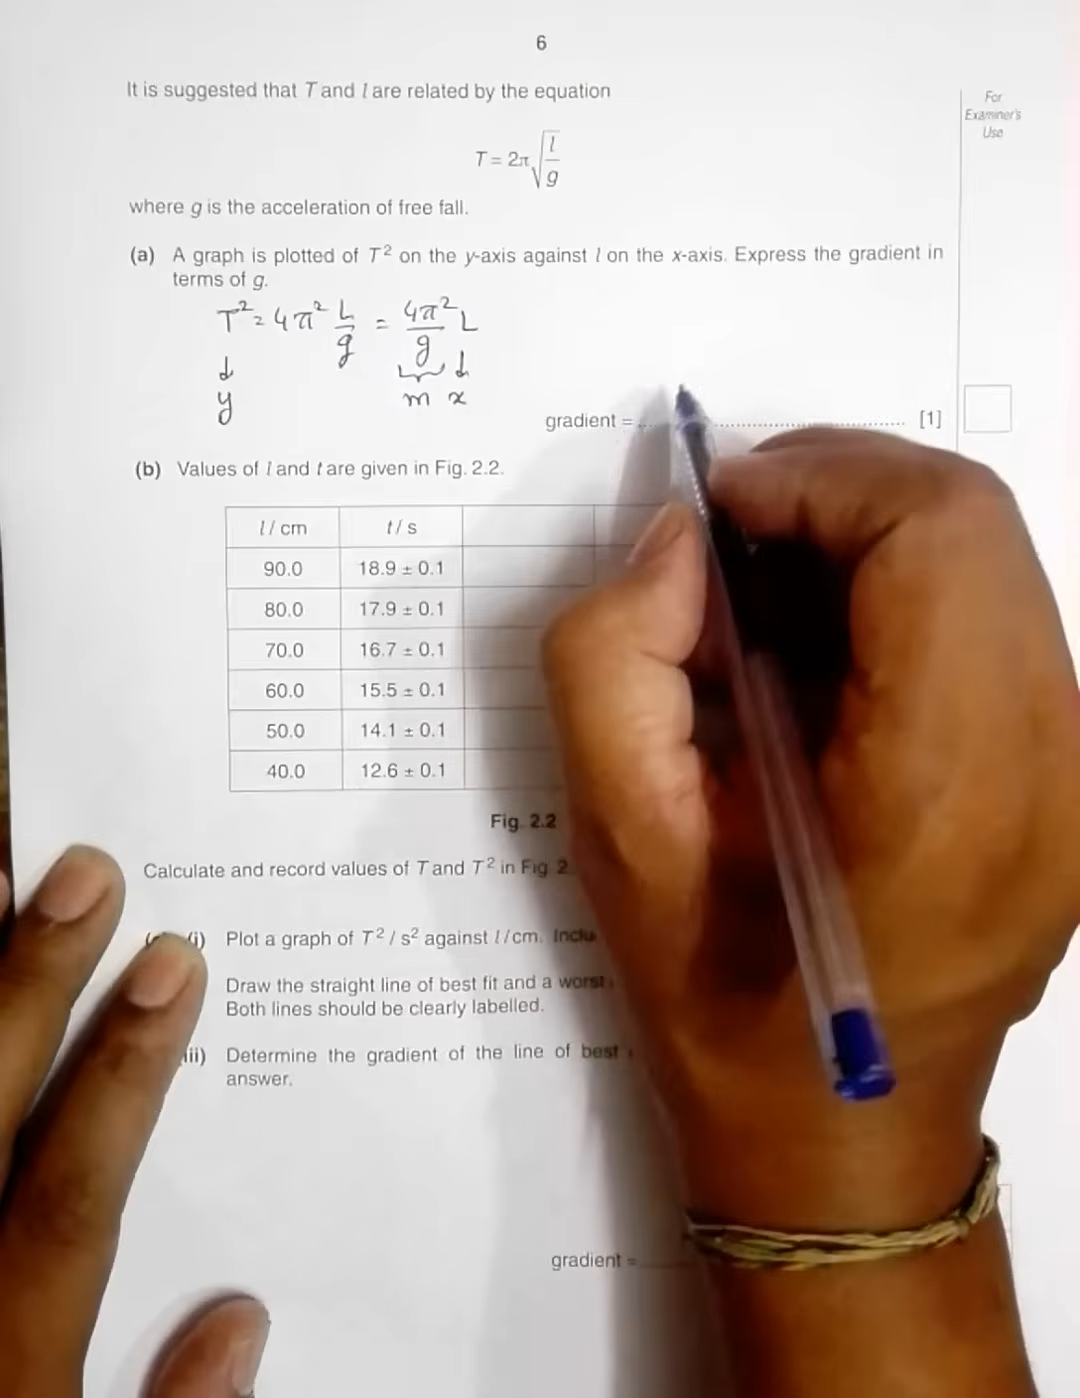 6
It is suggested that T and l are related by the equation
For
Examiner's
Use
T = 2π√(l/g)
where g is the acceleration of free fall.
(a) A graph is plotted of T² on the y-axis against l on the x-axis. Express the gradient in
terms of g.
T² = 4π² L/g = 4π²/g L
↓ ↓
y m x
gradient = [1]
(b) Values of l and t are given in Fig. 2.2.
l / cm t / s
90.0 18.9 ± 0.1
80.0 17.9 ± 0.1
70.0 16.7 ± 0.1
60.0 15.5 ± 0.1
50.0 14.1 ± 0.1
40.0 12.6 ± 0.1
Fig. 2.2
Calculate and record values of T and T² in Fig. 2
(i) Plot a graph of T² / s² against l / cm.
Draw the straight line of best fit and a worst
Both lines should be clearly labelled.
iii) Determine the gradient of the line of best
answer.
gradient =